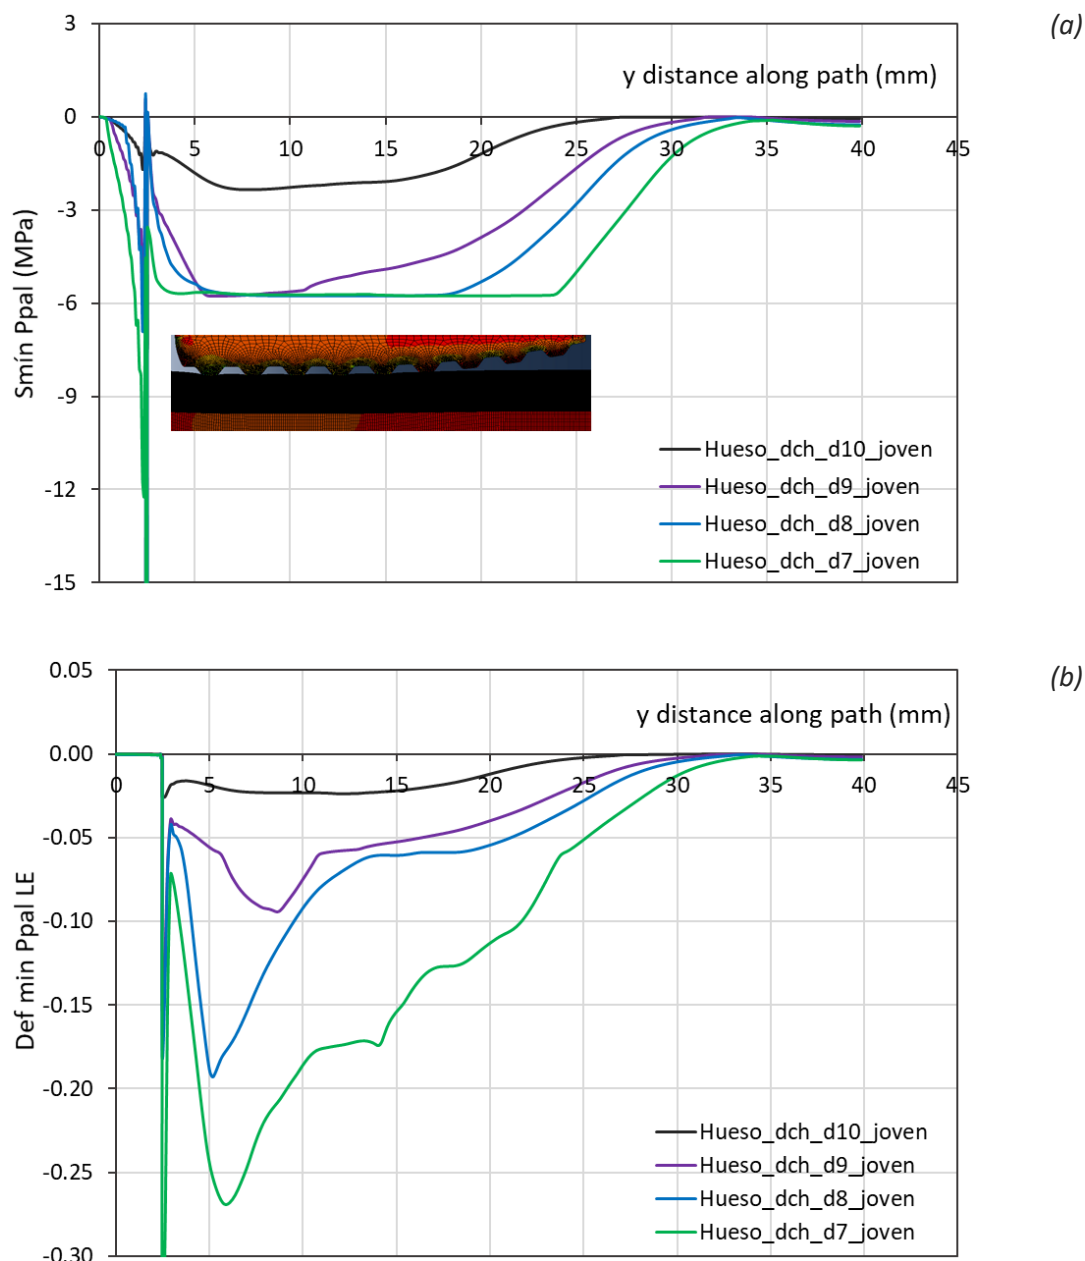 (a)
3
y distance along path (mm)
0
0 5 10 15 20 25 30 35 40 45
-3
-6
-9
-12
-15
Smín Ppal (MPa)
Hueso_dch_d10_joven
Hueso_dch_d9_joven
Hueso_dch_d8_joven
Hueso_dch_d7_joven
(b)
0.05
y distance along path (mm)
0.00
0 5 10 15 20 25 30 35 40 45
-0.05
-0.10
-0.15
-0.20
-0.25
-0.30
Def min Ppal LE
Hueso_dch_d10_joven
Hueso_dch_d9_joven
Hueso_dch_d8_joven
Hueso_dch_d7_joven